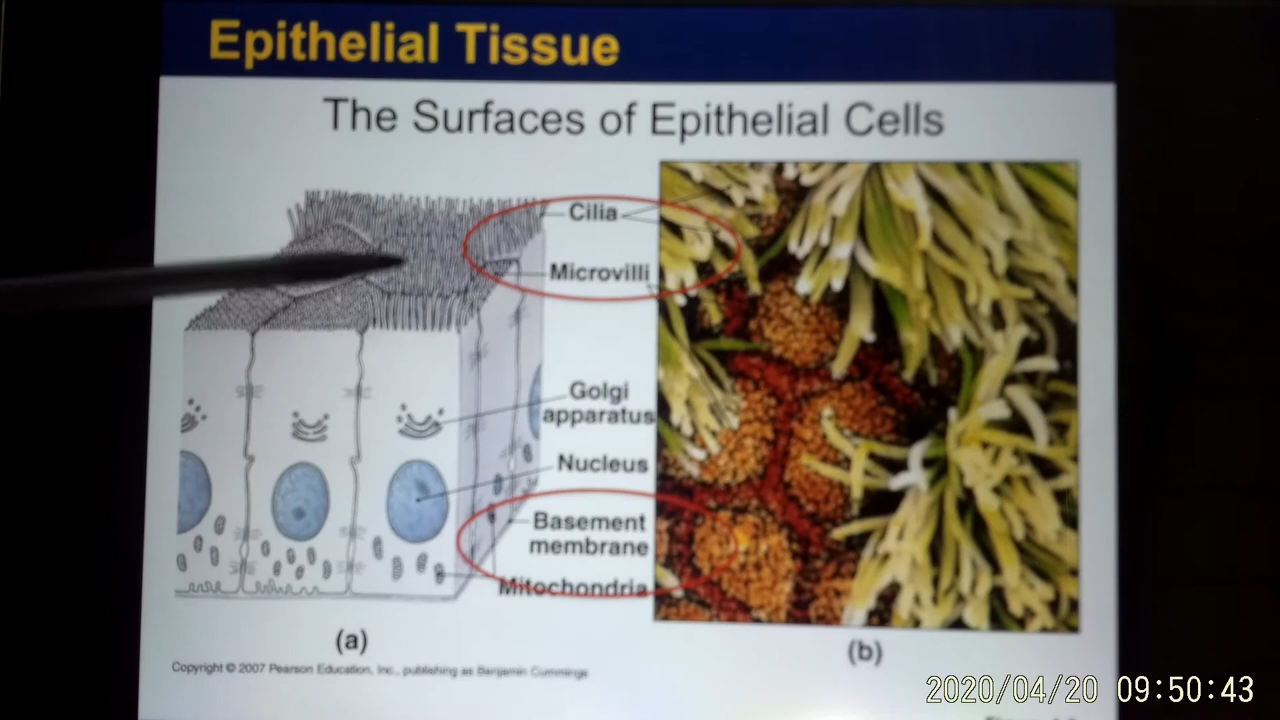 Epithelial Tissue
The Surfaces of Epithelial Cells
Cilia
Microvilli
Golgi
apparatus
Nucleus
Basement
membrane
Mitochondria
(a)
(b)
Copyright © 2007 Pearson Education, Inc., publishing as Benjamin Cummings
2020/04/20 09:50:43